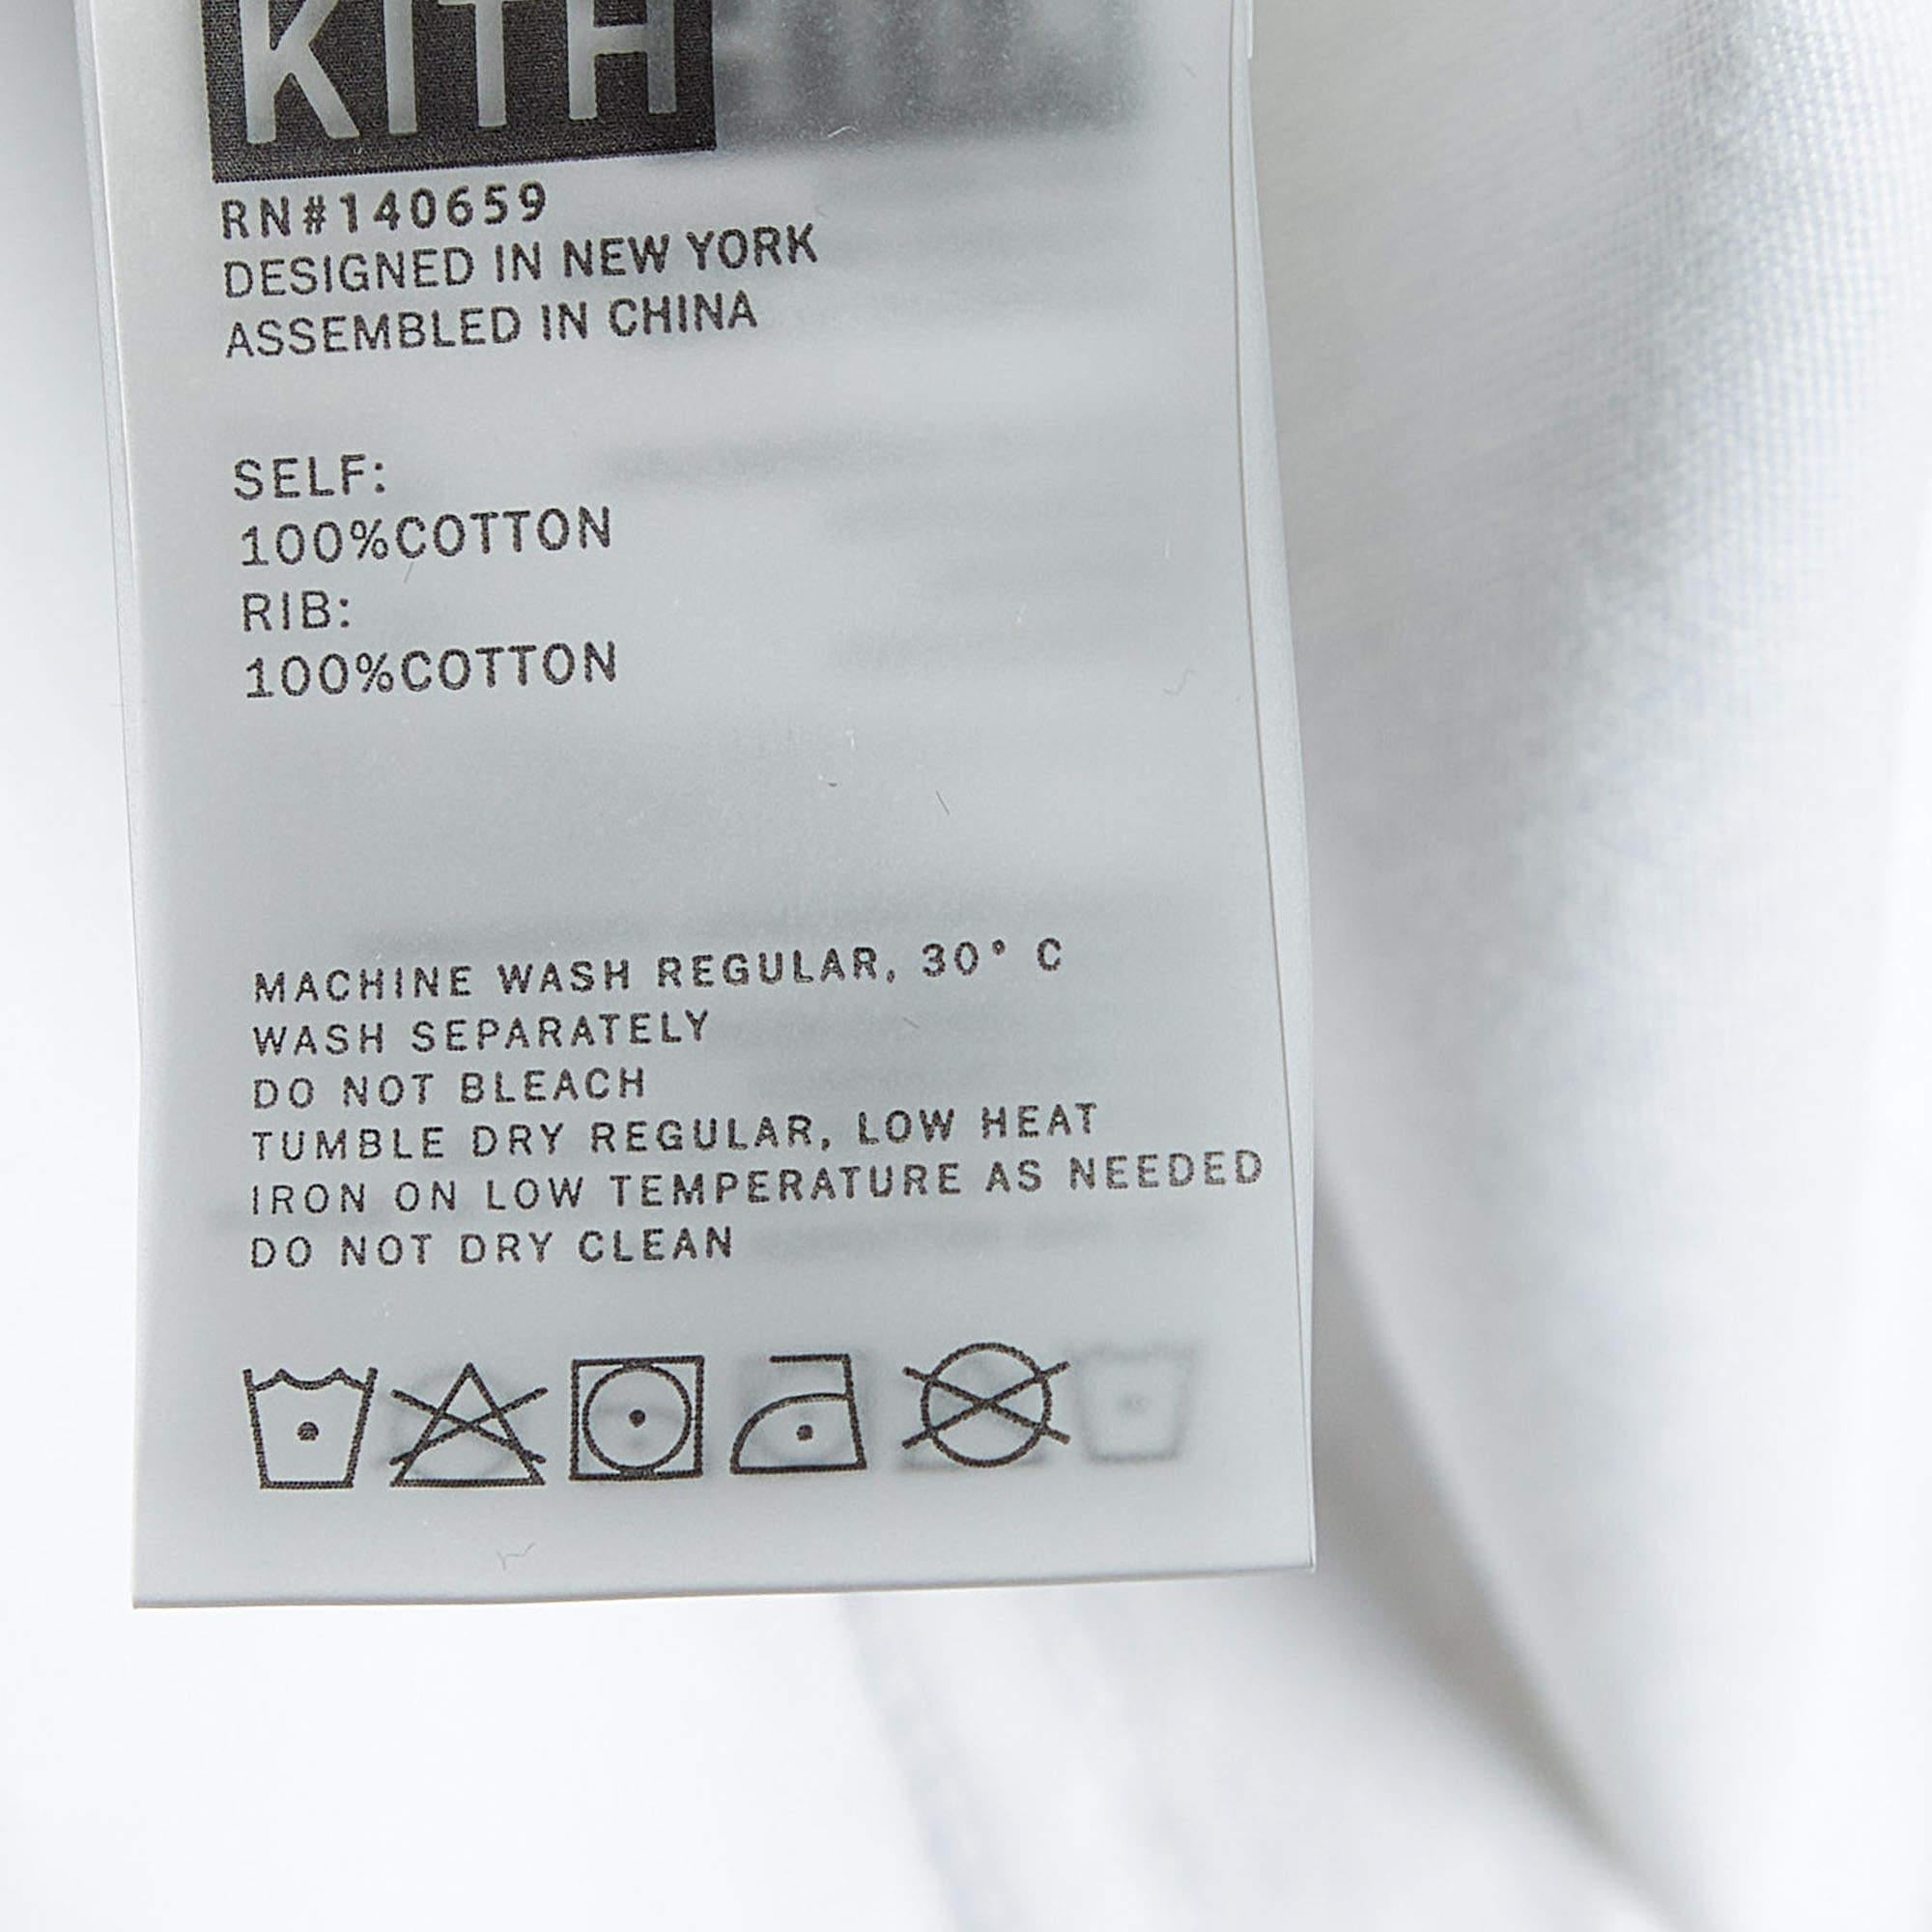 KITH
RN#140659
DESIGNED IN NEW YORK
ASSEMBLED IN CHINA
SELF:
100%COTTON
RIB:
100%COTTON
MACHINE WASH REGULAR, 30° C
WASH SEPARATELY
DO NOT BLEACH
TUMBLE DRY REGULAR, LOW HEAT
IRON ON LOW TEMPERATURE AS NEEDED
DO NOT DRY CLEAN